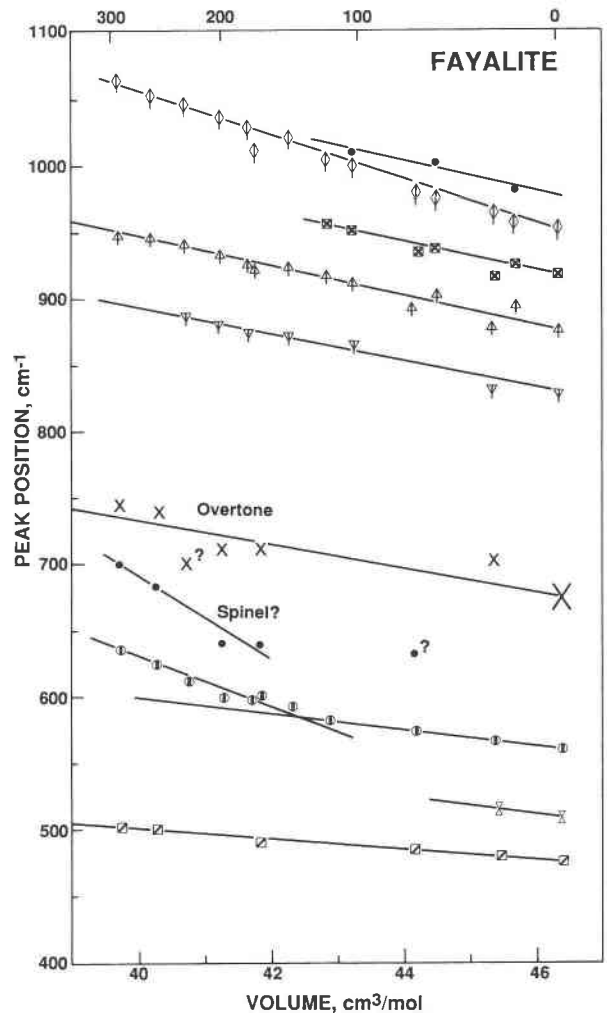 300 200 100 0
1100
FAYALITE
1000
900
800
PEAK POSITION, cm-1
Overtone
700
?
Spinel?
?
600
500
400
40 42 44 46
VOLUME, cm3/mol